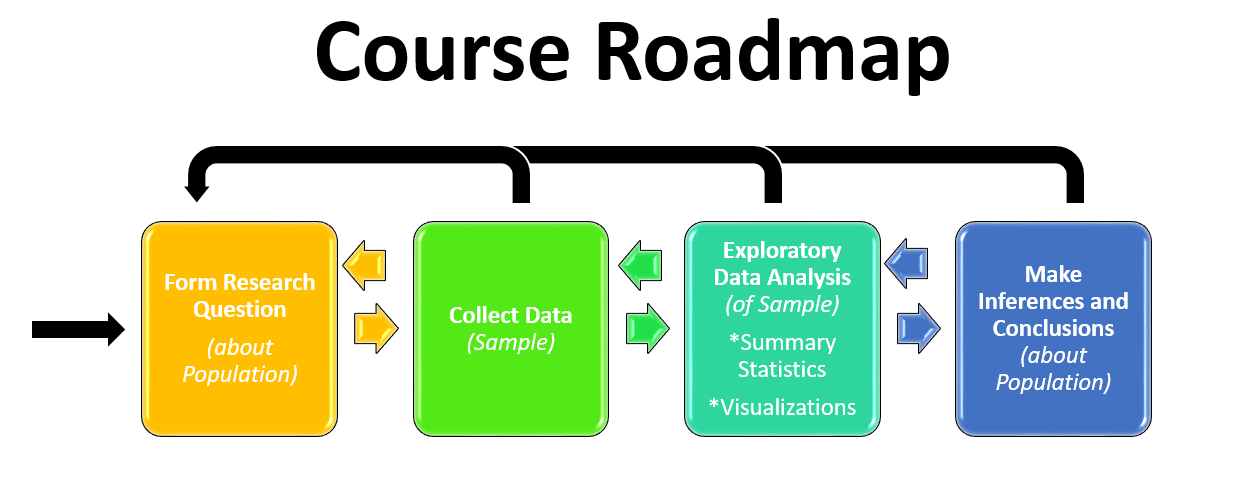 Course Roadmap
Form Research
Question
(about
Population)
Collect Data
(Sample)
Exploratory
Data Analysis
(of Sample)
*Summary
Statistics
*Visualizations
Make
Inferences and
Conclusions
(about
Population)